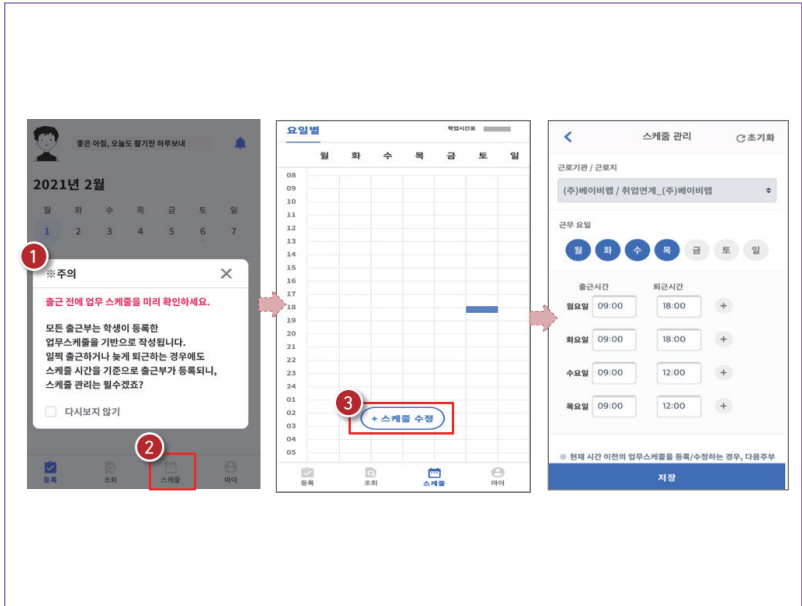 좋은 아침, 오늘도 활기찬 하루보내
2021년 2월
월 화 수 목 금 토 일
1 2 3 4 5 6 7
1
※주의
출근 전에 업무 스케줄을 미리 확인하세요.
모든 출근부는 학생이 등록한
업무스케줄을 기반으로 작성됩니다.
일찍 출근하거나 늦게 퇴근하는 경우에도
스케줄 시간을 기준으로 출근부가 등록되니,
스케줄 관리는 필수겠죠?
다시보지 않기
2
등록 조회 스케줄 마이
요일별
학업시간표
월 화 수 목 금 토 일
08
09
10
11
12
13
14
15
16
17
18
19
20
21
22
23
24
01
02
03
04
05
3
+ 스케줄 수정
등록 조회 스케줄 마이
스케줄 관리
초기화
근로기관 / 근로지
(주)베이비랩 / 취업연계_(주)베이비랩
근무 요일
월 화 수 목 금 토 일
출근시간 퇴근시간
월요일 09:00 18:00 +
화요일 09:00 18:00 +
수요일 09:00 12:00 +
목요일 09:00 12:00 +
※ 현재 시간 이전의 업무스케줄을 등록/수정하는 경우, 다음주부
저장